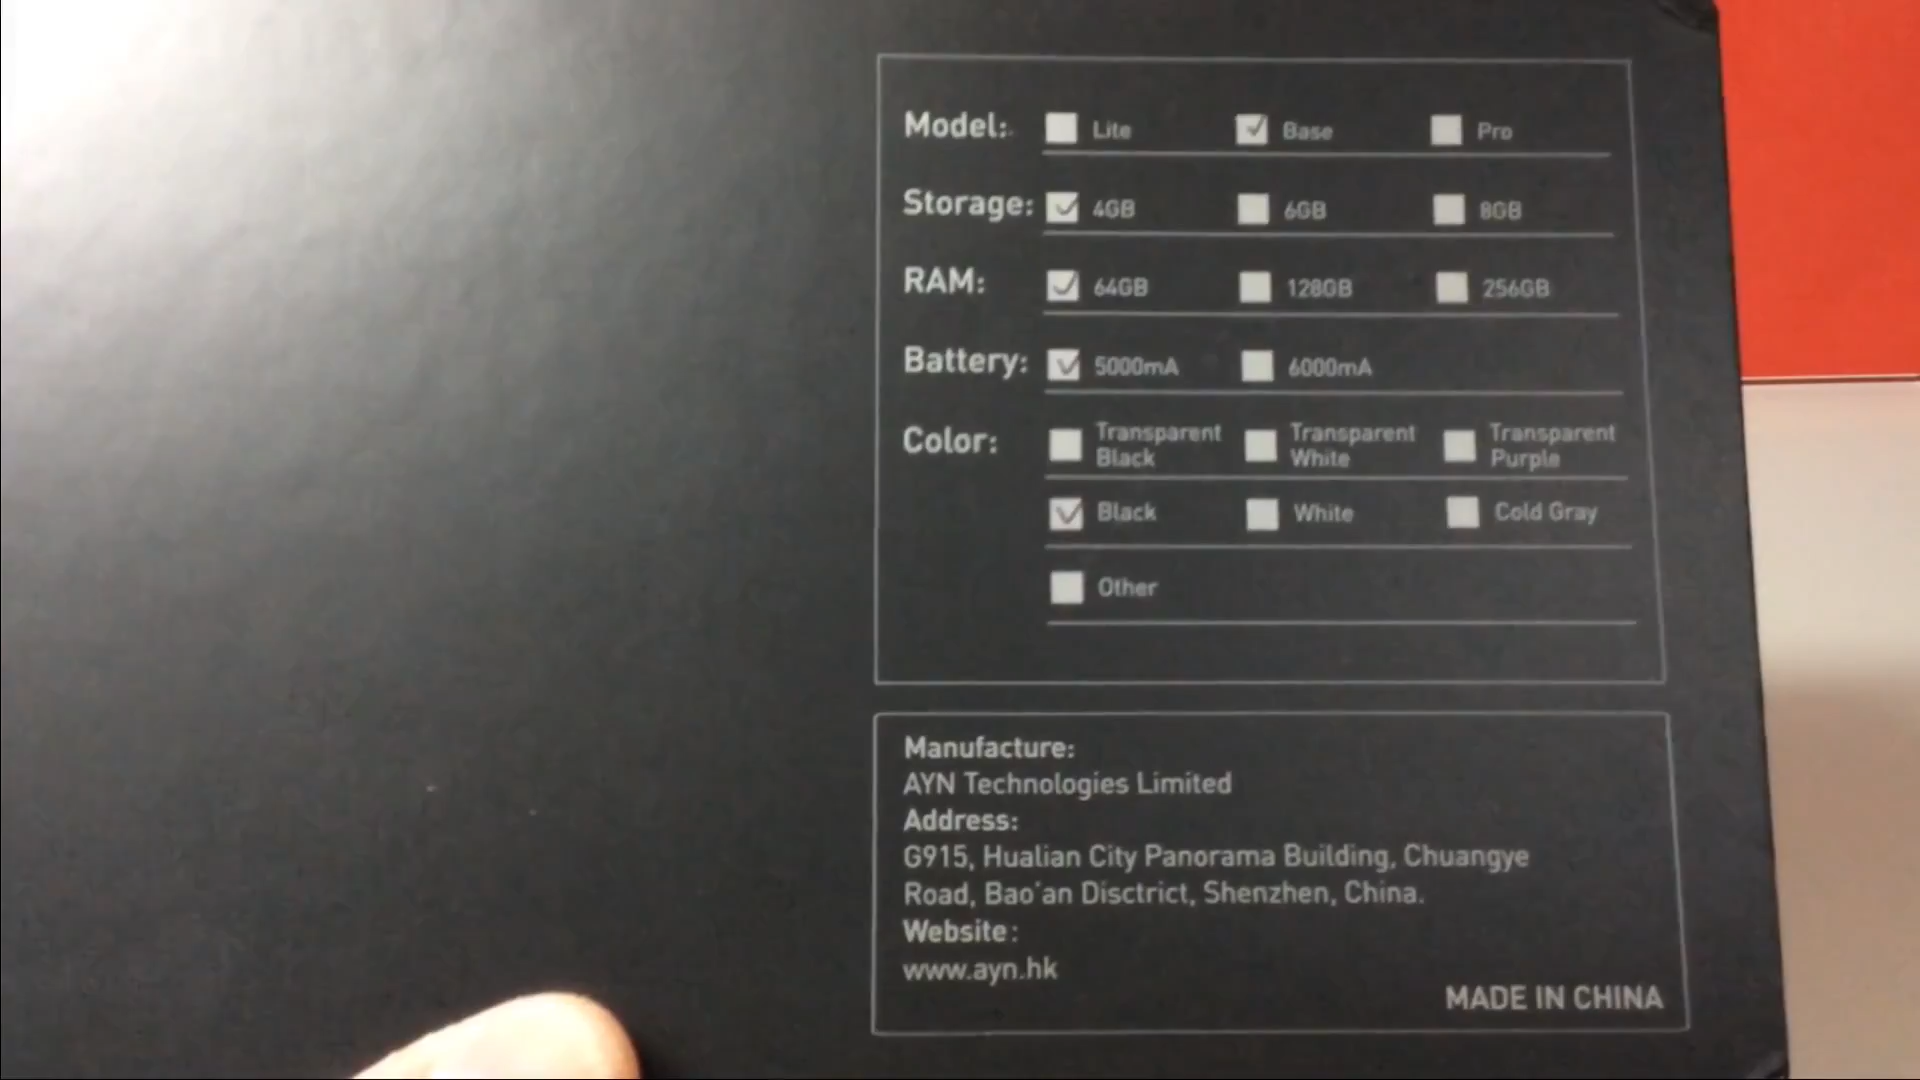 Model: Lite Base Pro
Storage: 4GB 6GB 8GB
RAM: 64GB 128GB 256GB
Battery: 5000mA 6000mA
Color: Transparent Black Transparent White Transparent Purple
Black White Cold Gray
Other
Manufacture:
AYN Technologies Limited
Address:
G915, Hualian City Panorama Building, Chuangye
Road, Bao'an Disctrict, Shenzhen, China.
Website:
www.ayn.hk
MADE IN CHINA